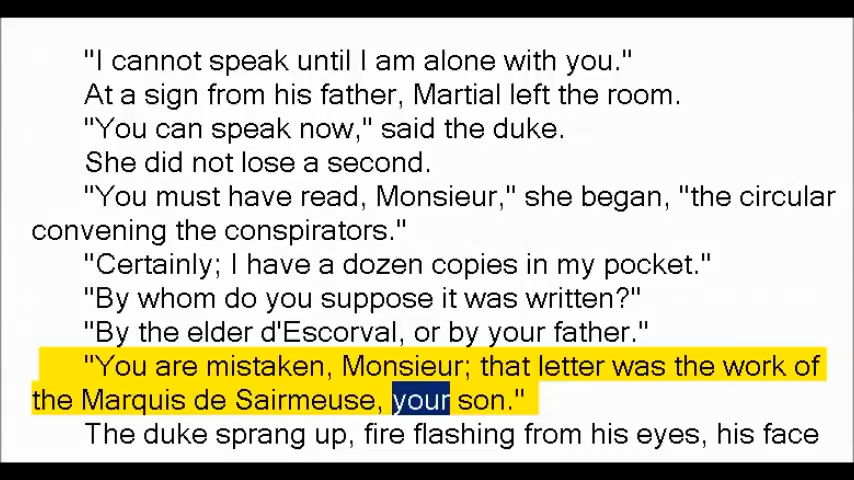 "I cannot speak until I am alone with you."
At a sign from his father, Martial left the room.
"You can speak now," said the duke.
She did not lose a second.
"You must have read, Monsieur," she began, "the circular
convening the conspirators."
"Certainly; I have a dozen copies in my pocket."
"By whom do you suppose it was written?"
"By the elder d'Escorval, or by your father."
"You are mistaken, Monsieur; that letter was the work of
the Marquis de Sairmeuse, your son."
The duke sprang up, fire flashing from his eyes, his face